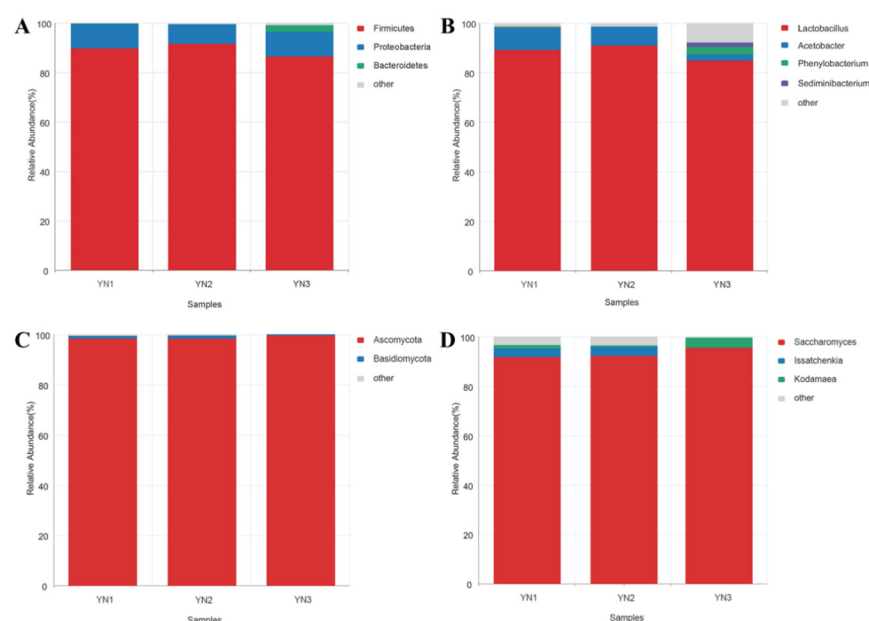 A
100
80
60
40
20
0
Relative Abundance(%)
YN1 YN2 YN3
Samples
Firmicutes
Proteobacteria
Bacteroidetes
other
B
100
80
60
40
20
0
Relative Abundance(%)
YN1 YN2 YN3
Samples
Lactobacillus
Acetobacter
Phenylobacterium
Sediminibacterium
other
C
100
80
60
40
20
0
Relative Abundance(%)
YN1 YN2 YN3
Samples
Ascomycota
Basidiomycota
other
D
100
80
60
40
20
0
Relative Abundance(%)
YN1 YN2 YN3
Samples
Saccharomyces
Issatchenkia
Kodamaea
other